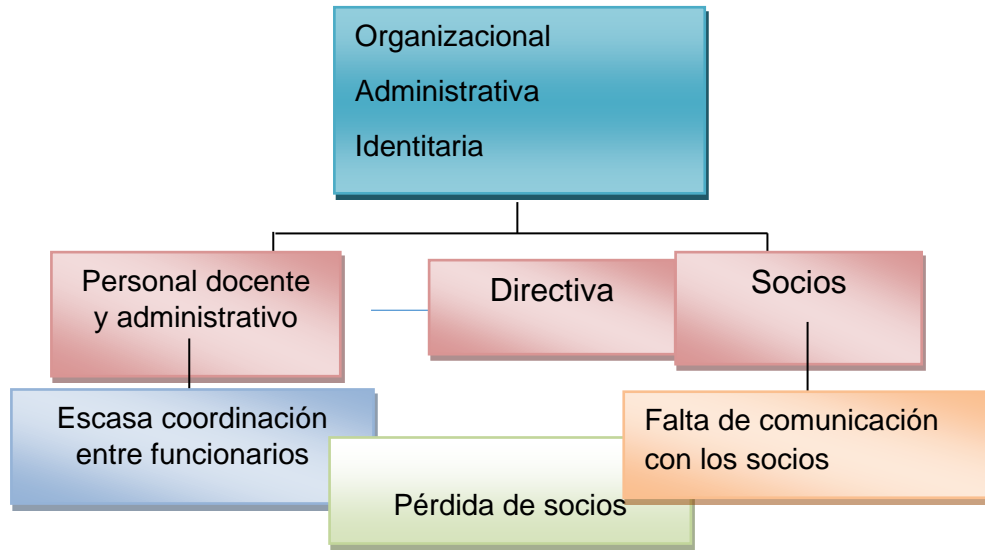 Organizacional
Administrativa
Identitaria
Personal docente
y administrativo
Directiva
Socios
Escasa coordinación
entre funcionarios
Pérdida de socios
Falta de comunicación
con los socios